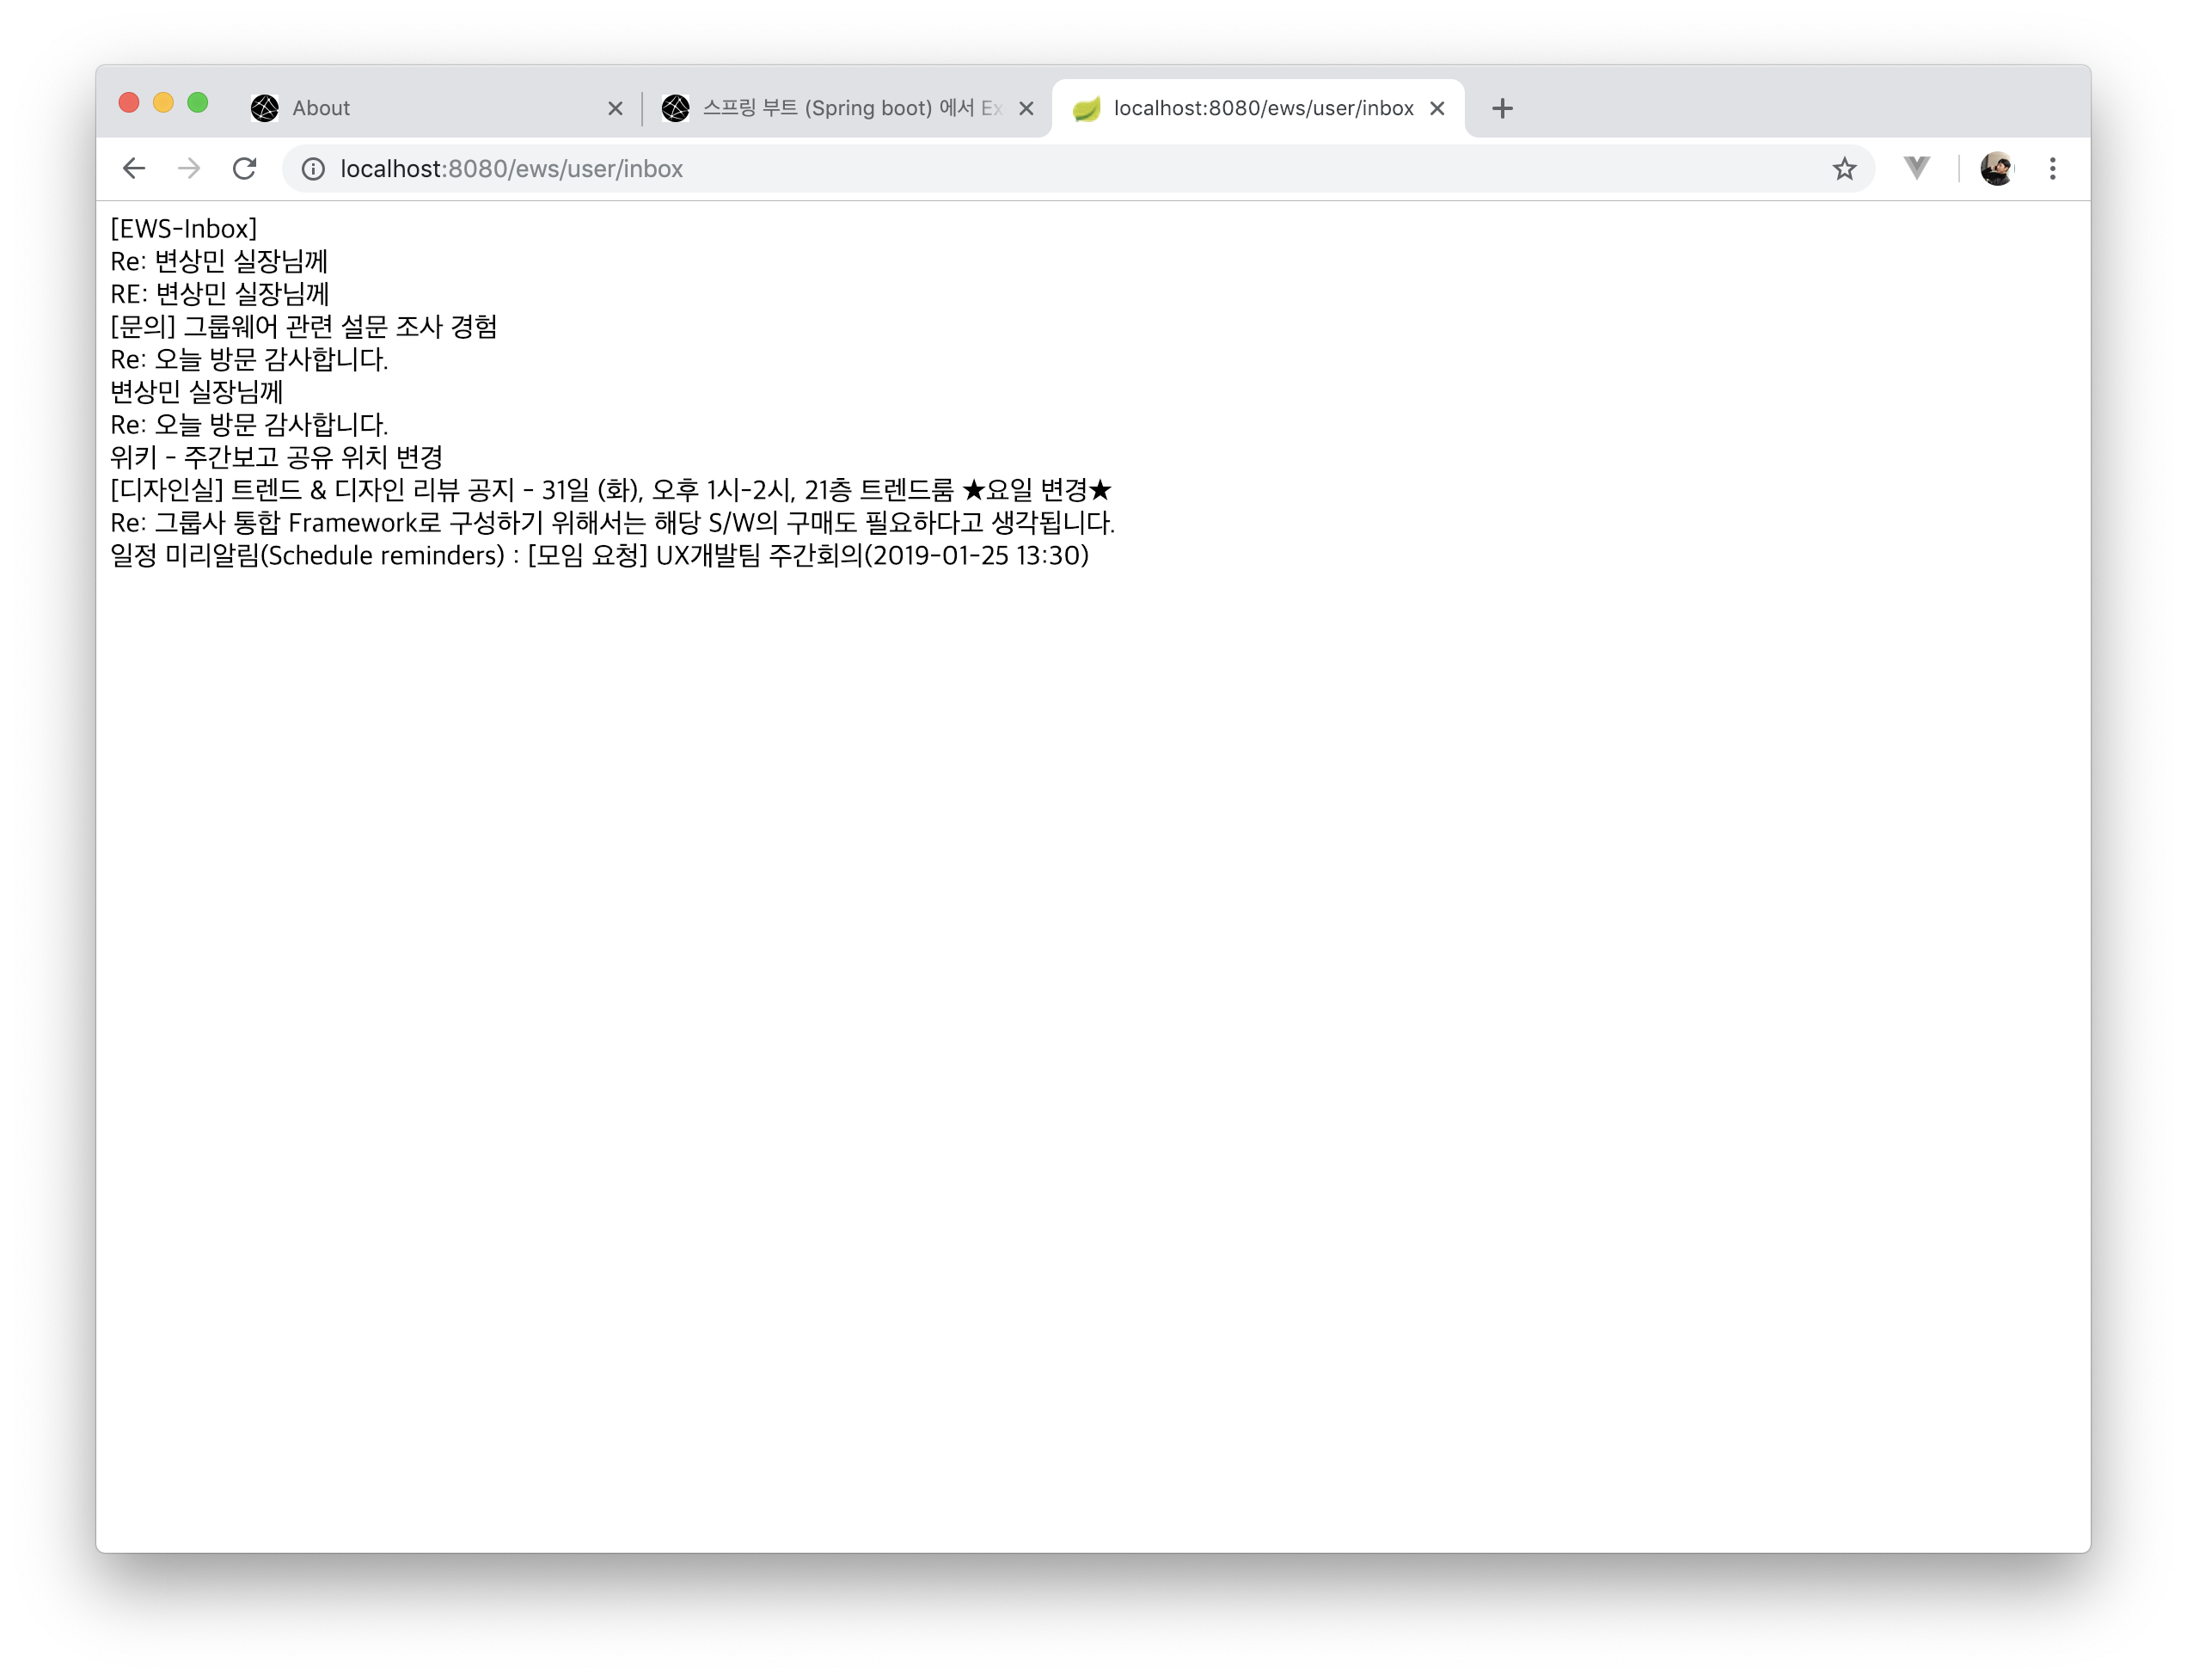 About
스프링 부트 (Spring boot) 에서 Ex
localhost:8080/ews/user/inbox
localhost:8080/ews/user/inbox
[EWS-Inbox]
Re: 변상민 실장님께
RE: 변상민 실장님께
[문의] 그룹웨어 관련 설문 조사 경험
Re: 오늘 방문 감사합니다.
변상민 실장님께
Re: 오늘 방문 감사합니다.
위키 - 주간보고 공유 위치 변경
[디자인실] 트렌드 & 디자인 리뷰 공지 - 31일 (화), 오후 1시-2시, 21층 트렌드룸 ★요일 변경★
Re: 그룹사 통합 Framework로 구성하기 위해서는 해당 S/W의 구매도 필요하다고 생각됩니다.
일정 미리알림(Schedule reminders) : [모임 요청] UX개발팀 주간회의(2019-01-25 13:30)